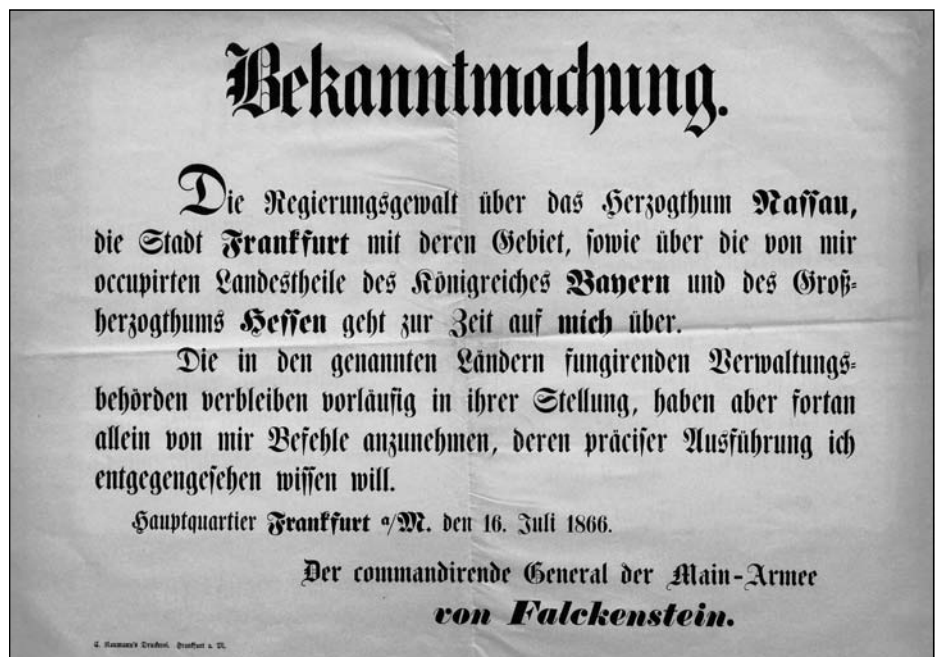 Bekanntmachung.
Die Regierungsgewalt über das Herzogthum Nassau,
die Stadt Frankfurt mit deren Gebiet, sowie über die von mir
occupirten Landestheile des Königreiches Bayern und des Groß-
herzogthums Hessen geht zur Zeit auf mich über.
Die in den genannten Ländern fungirenden Verwaltungs-
behörden verbleiben vorläufig in ihrer Stellung, haben aber fortan
allein von mir Befehle anzunehmen, deren präciser Ausführung ich
entgegengesehen wissen will.
Hauptquartier Frankfurt a/M. den 16. Juli 1866.
Der commandirende General der Main-Armee
von Falckenstein.
C. Naumann's Druckerei. Frankfurt a. M.